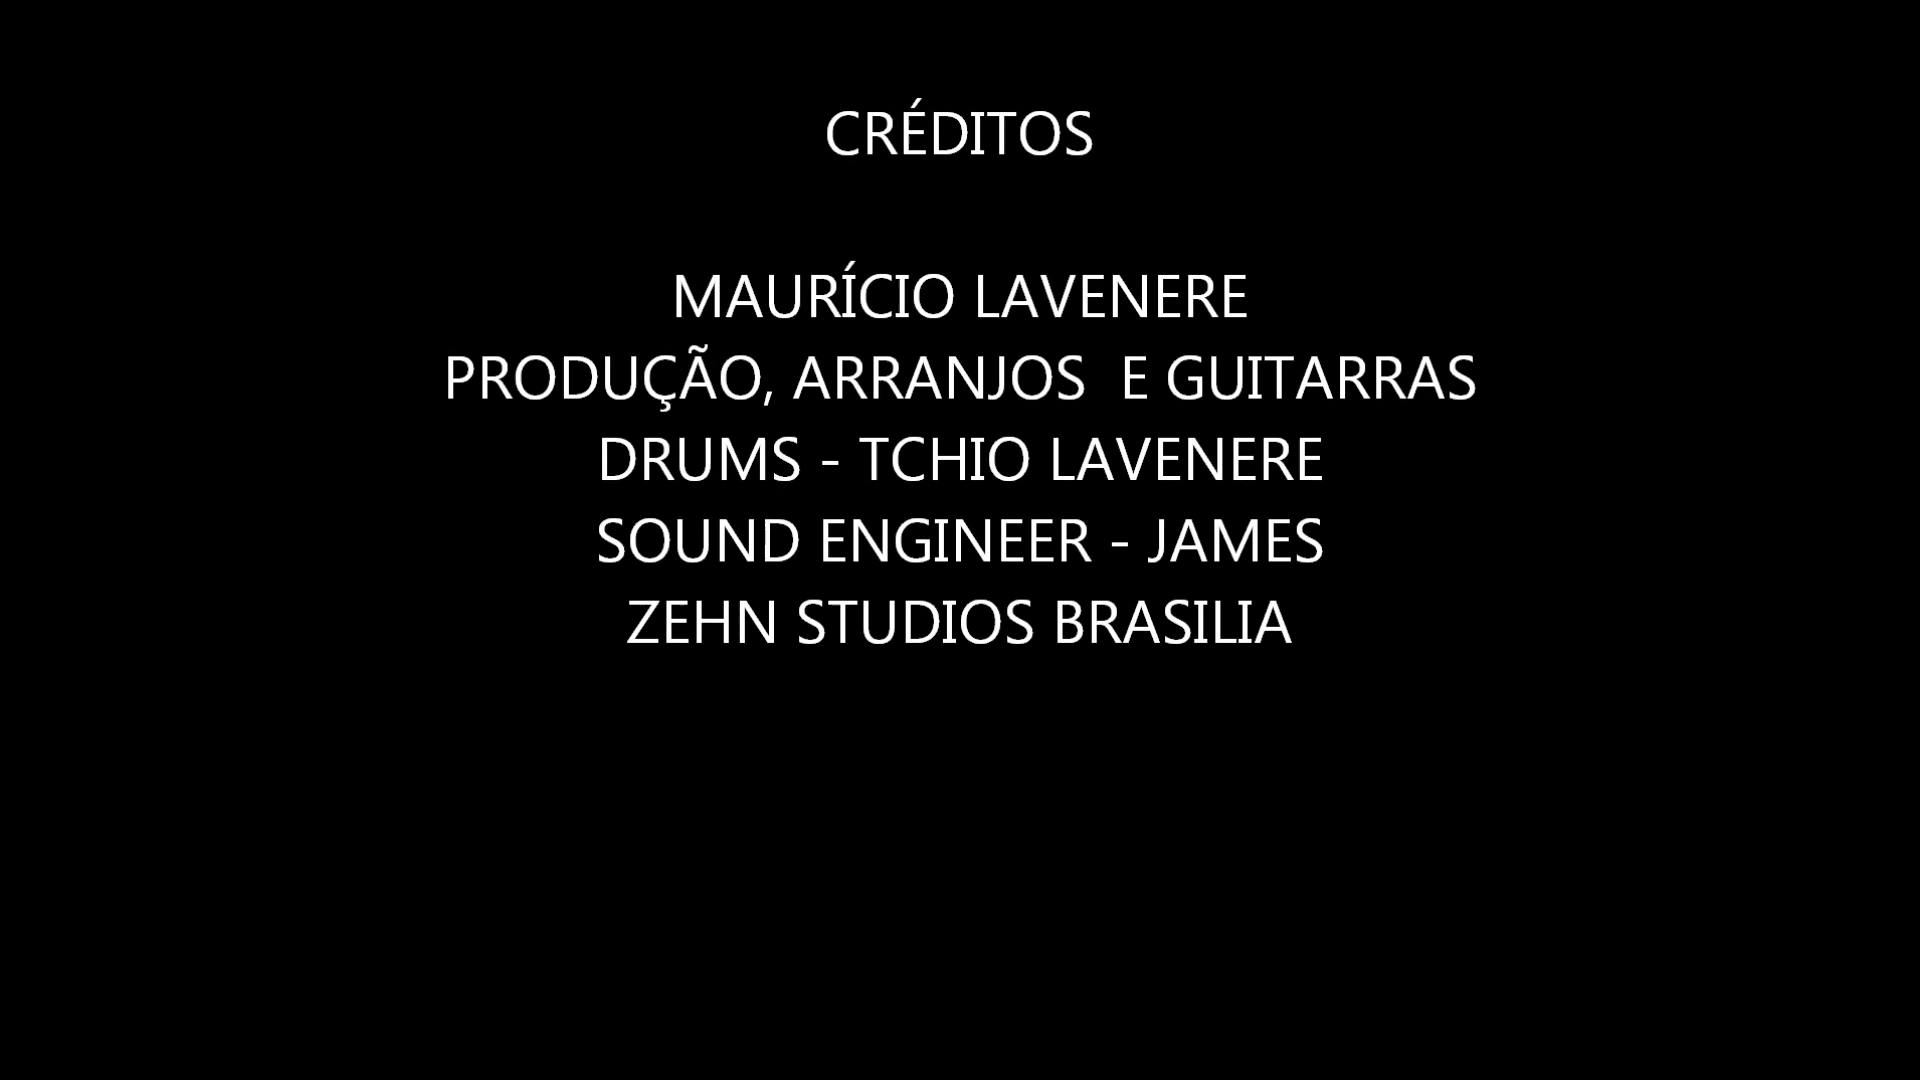 CRÉDITOS
MAURÍCIO LAVENERE
PRODUÇÃO, ARRANJOS  E GUITARRAS
DRUMS - TCHIO LAVENERE
SOUND ENGINEER - JAMES
ZEHN STUDIOS BRASILIA